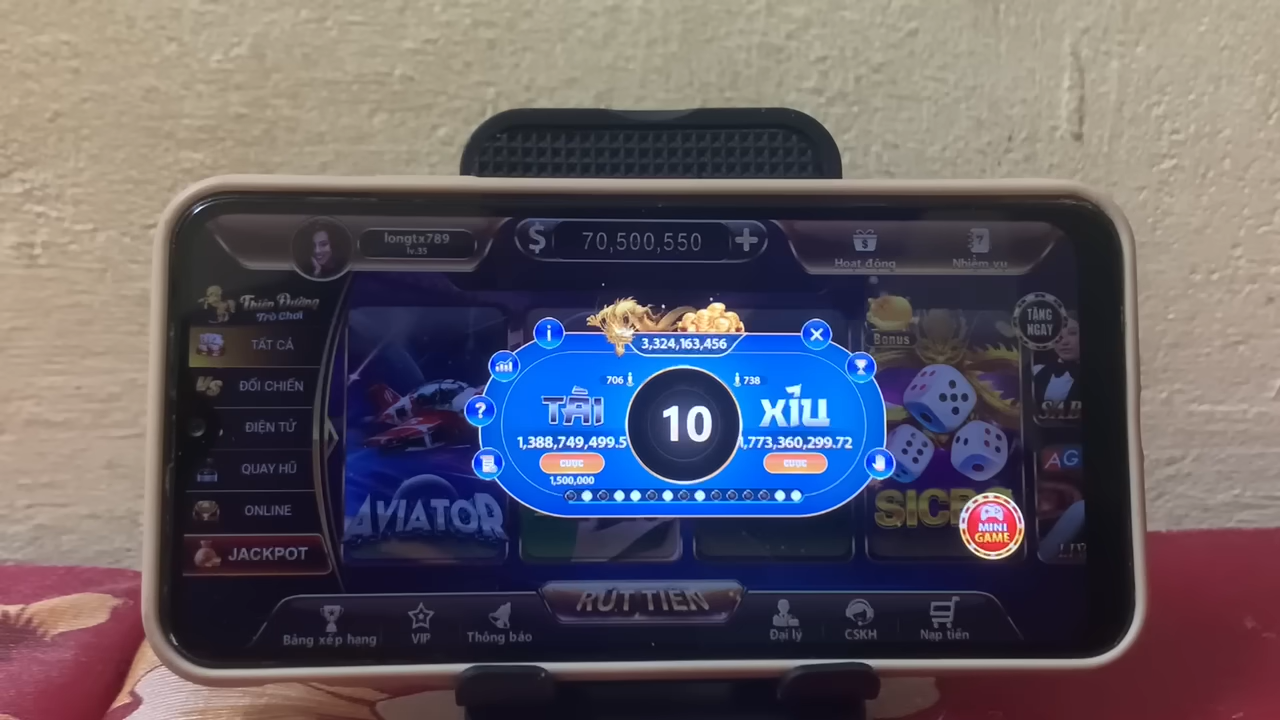 longtx789
lv.35
$ 70,500,550 +
Hoạt động
Nhiệm vụ
Thiên Đường
Trò Chơi
TẤT CẢ
VS ĐỐI CHIẾN
ĐIỆN TỬ
QUAY HŨ
ONLINE
JACKPOT
AVIATOR
3,324,163,456
706
738
TÀI
10
XỈU
1,388,749,499.5
1,773,360,299.72
CƯỢC
CƯỢC
1,500,000
Bonus
TẶNG
NGAY
AG
MINI
GAME
RÚT TIỀN
Bảng xếp hạng
VIP
Thông báo
Đại lý
CSKH
Nạp tiền